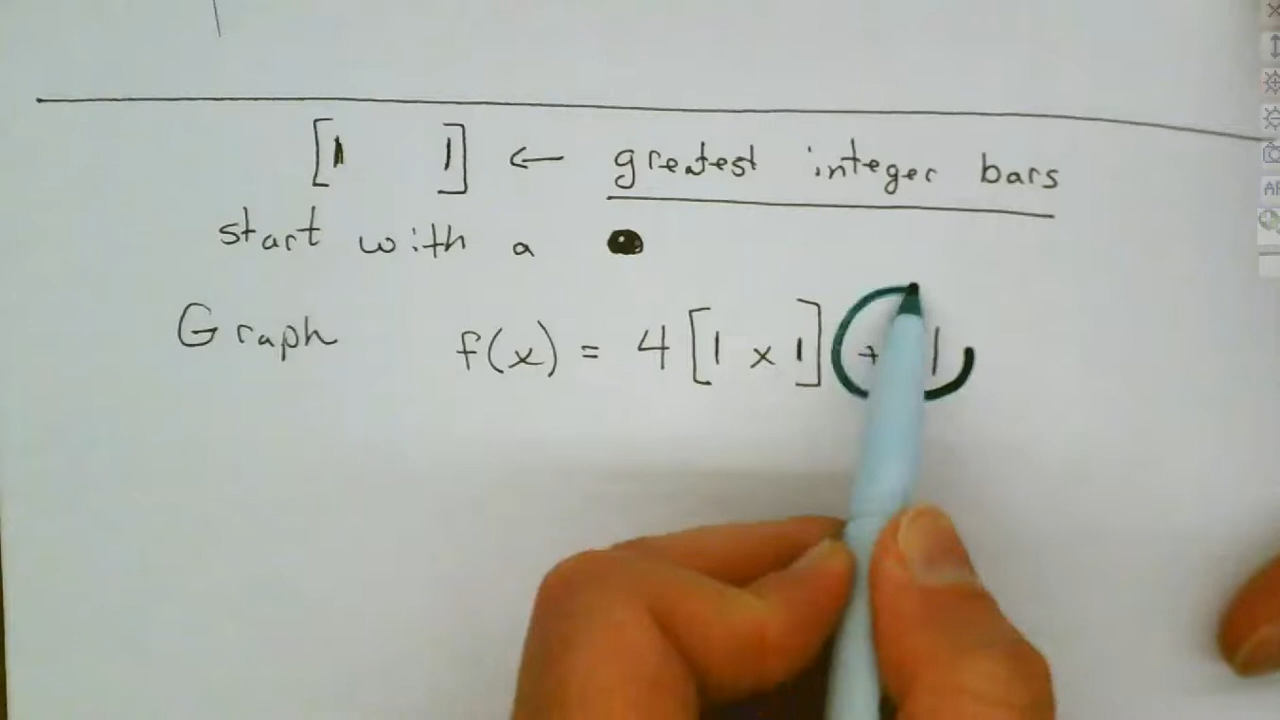 [| |] ← greatest integer bars
start with a ●
Graph f(x) = 4[| x |] + 1